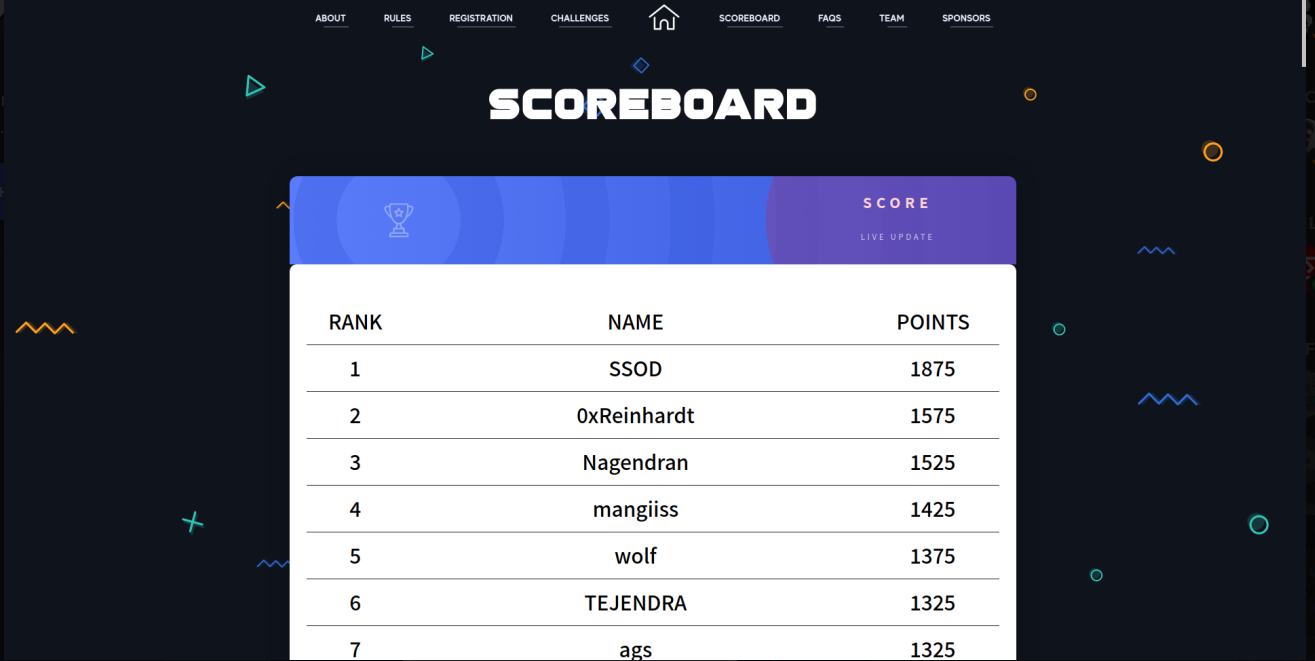 ABOUT RULES REGISTRATION CHALLENGES SCOREBOARD FAQS TEAM SPONSORS
SCOREBOARD
SCORE
LIVE UPDATE
RANK NAME POINTS
1 SSOD 1875
2 0xReinhardt 1575
3 Nagendran 1525
4 mangiiss 1425
5 wolf 1375
6 TEJENDRA 1325
7 ags 1325